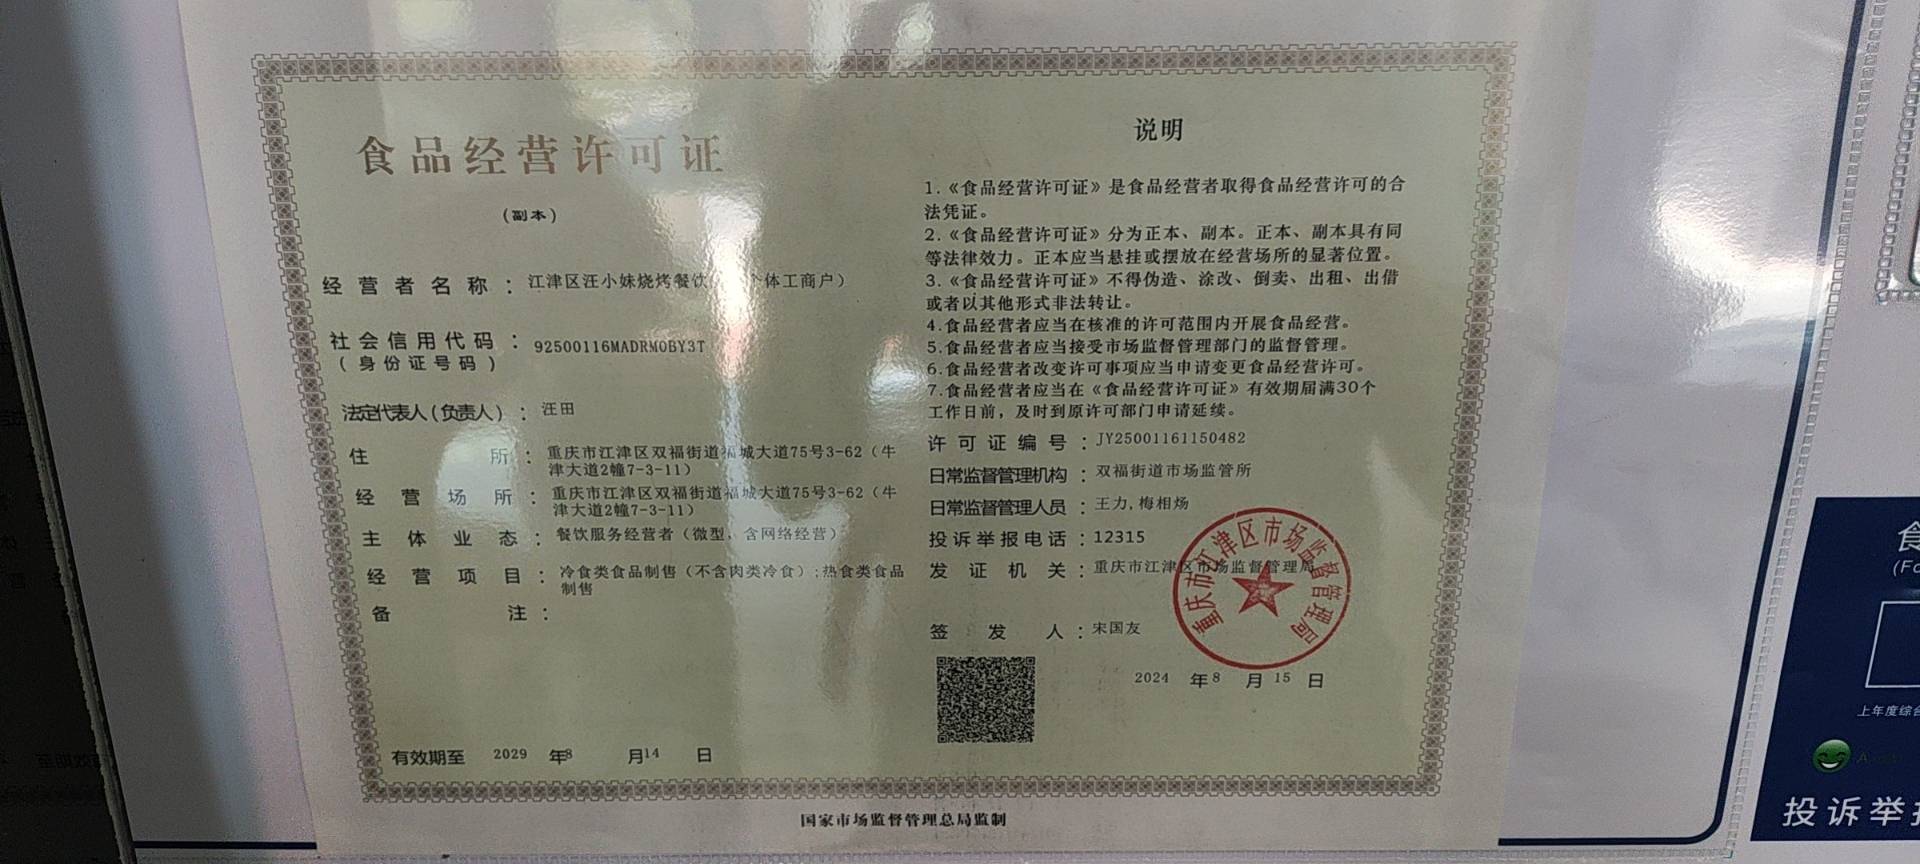 食品经营许可证
(副本)
经营者名称：江津区汪小妹烧烤餐饮 体工商户）
社会信用代码：92500116MADRM0BY3T
(身份证号码)
法定代表人(负责人)：汪田
住所：重庆市江津区双福街道福城大道75号3-62（牛
津大道2幢7-3-11）
经营场所：重庆市江津区双福街道福城大道75号3-62（牛
津大道2幢7-3-11）
主体业态：餐饮服务经营者（微型、含网络经营）
经营项目：冷食类食品制售（不含肉类冷食）;热食类食品
制售
备注：
有效期至 2029 年8 月14 日
说明
1.《食品经营许可证》是食品经营者取得食品经营许可的合
法凭证。
2.《食品经营许可证》分为正本、副本。正本、副本具有同
等法律效力。正本应当悬挂或摆放在经营场所的显著位置。
3.《食品经营许可证》不得伪造、涂改、倒卖、出租、出借
或者以其他形式非法转让。
4.食品经营者应当在核准的许可范围内开展食品经营。
5.食品经营者应当接受市场监督管理部门的监督管理。
6.食品经营者改变许可事项应当申请变更食品经营许可。
7.食品经营者应当在《食品经营许可证》有效期届满30个
工作日前，及时到原许可部门申请延续。
许可证编号：JY25001161150482
日常监督管理机构：双福街道市场监管所
日常监督管理人员：王力,梅相炀
投诉举报电话：12315
发证机关：重庆市江津区市场监督管理局
重庆市江津区市场监督管理局
签发人：宋国友
2024 年8 月 15 日
国家市场监督管理总局监制
食
(Fo
上年度综合
投诉举